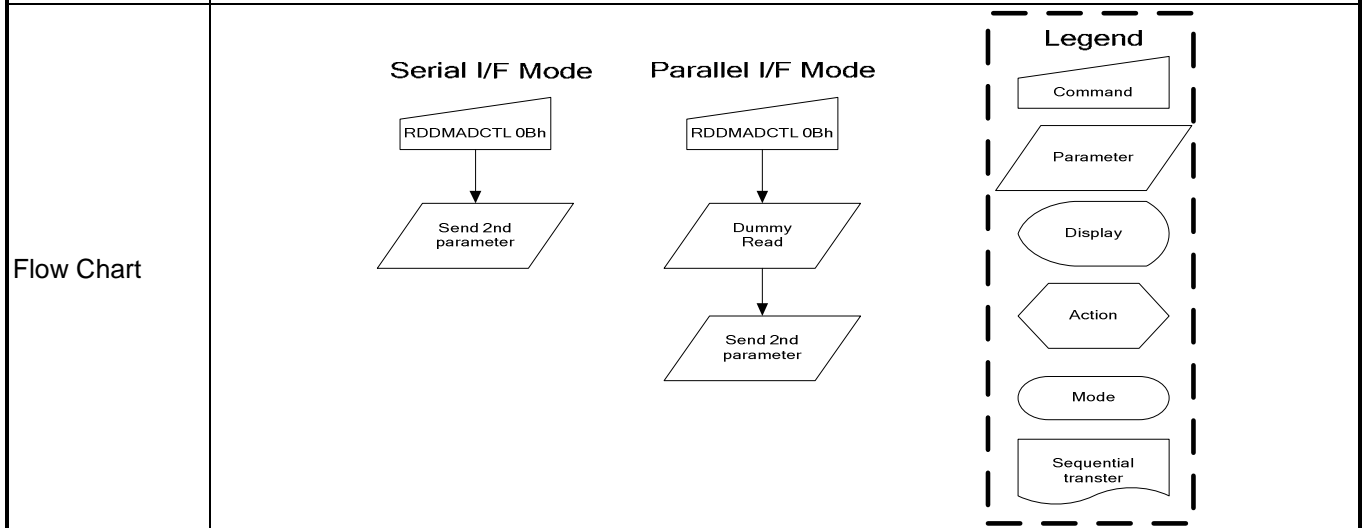 Flow Chart
Serial I/F Mode
RDDMADCTL 0Bh
Send 2nd
parameter
Parallel I/F Mode
RDDMADCTL 0Bh
Dummy
Read
Send 2nd
parameter
Legend
Command
Parameter
Display
Action
Mode
Sequential
transter